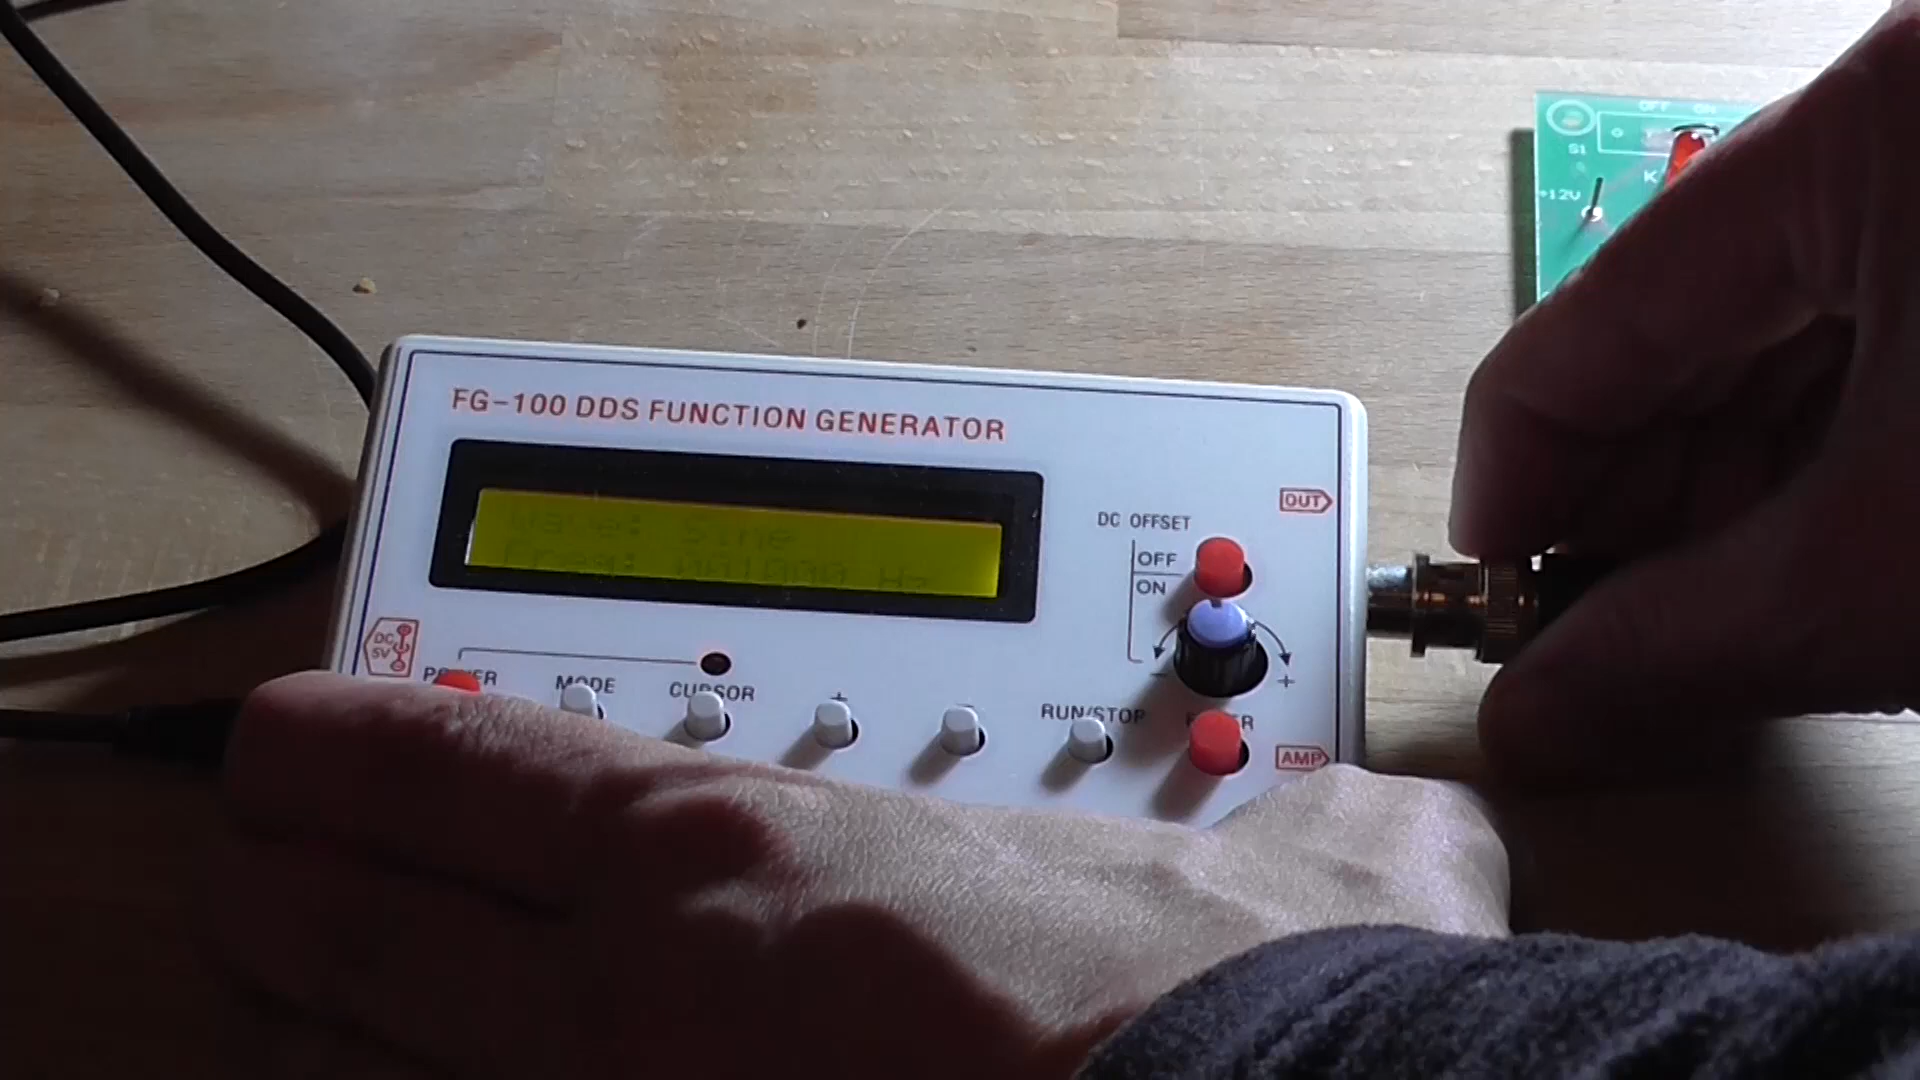 OFF ON
S1
K
+12V
FG-100 DDS FUNCTION GENERATOR
Wave: Sine
Freq: 001000 Hz
OUT
DC OFFSET
OFF
ON
DC
5V
MODE
CURSOR
+
- +
RUN/STOP
AMP